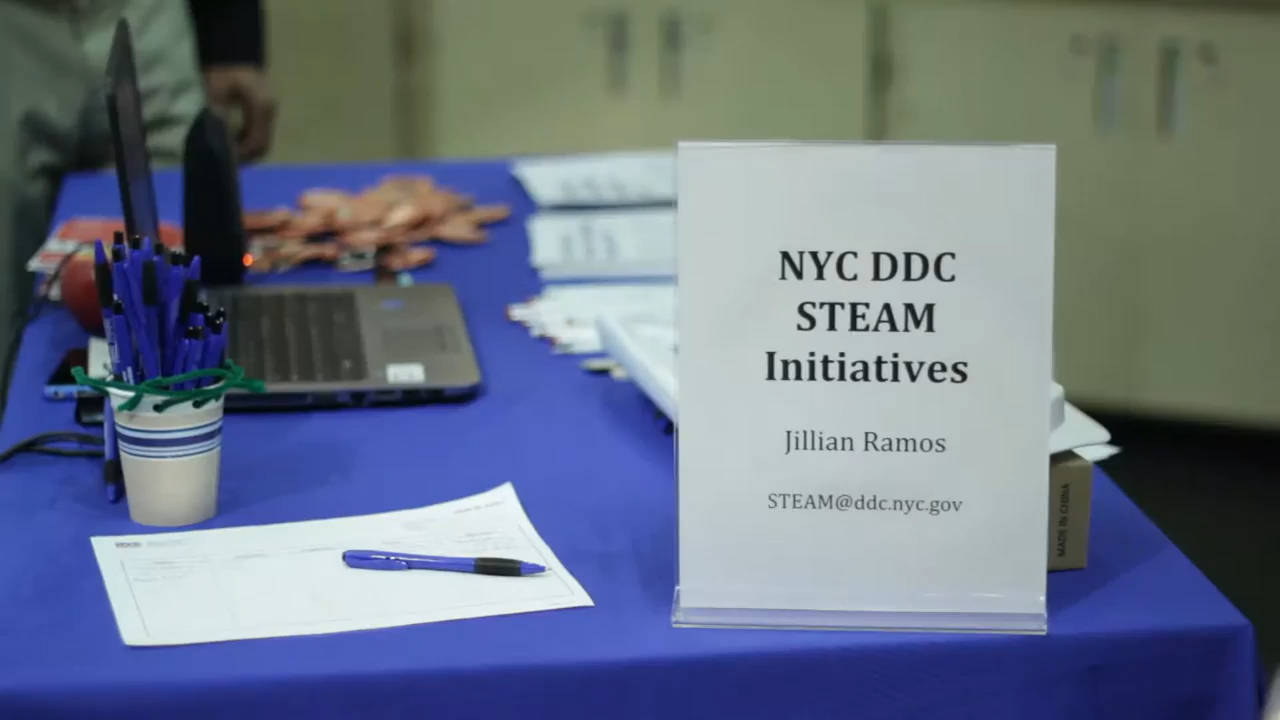 NYC DDC
STEAM
Initiatives
Jillian Ramos
STEAM@ddc.nyc.gov
MADE IN CHINA